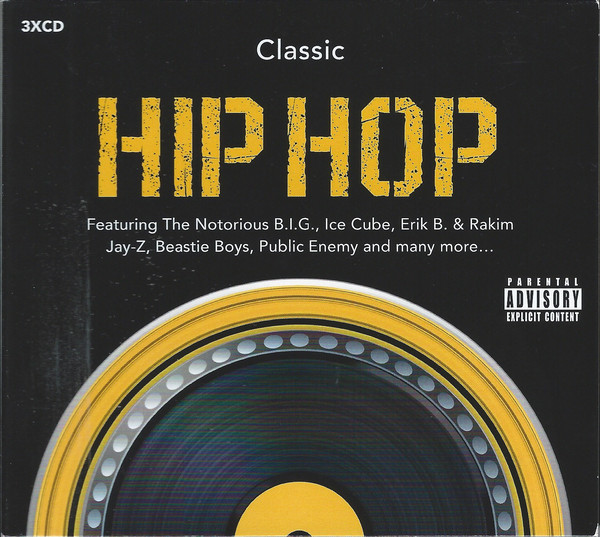 3XCD
Classic
HIP HOP
Featuring The Notorious B.I.G., Ice Cube, Erik B. & Rakim
Jay-Z, Beastie Boys, Public Enemy and many more...
PARENTAL
ADVISORY
EXPLICIT CONTENT